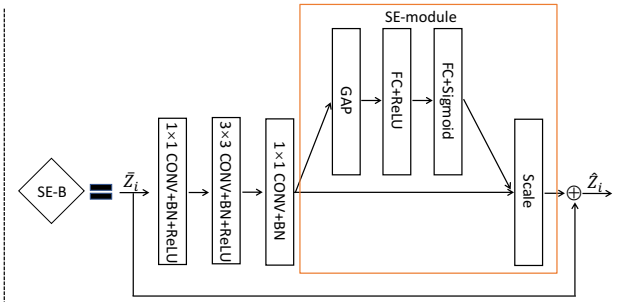 SE-module
GAP
FC+ReLU
FC+Sigmoid
SE-B
Z̄ᵢ
1×1 CONV+BN+ReLU
3×3 CONV+BN+ReLU
1×1 CONV+BN
Scale
⊕
Ẑᵢ